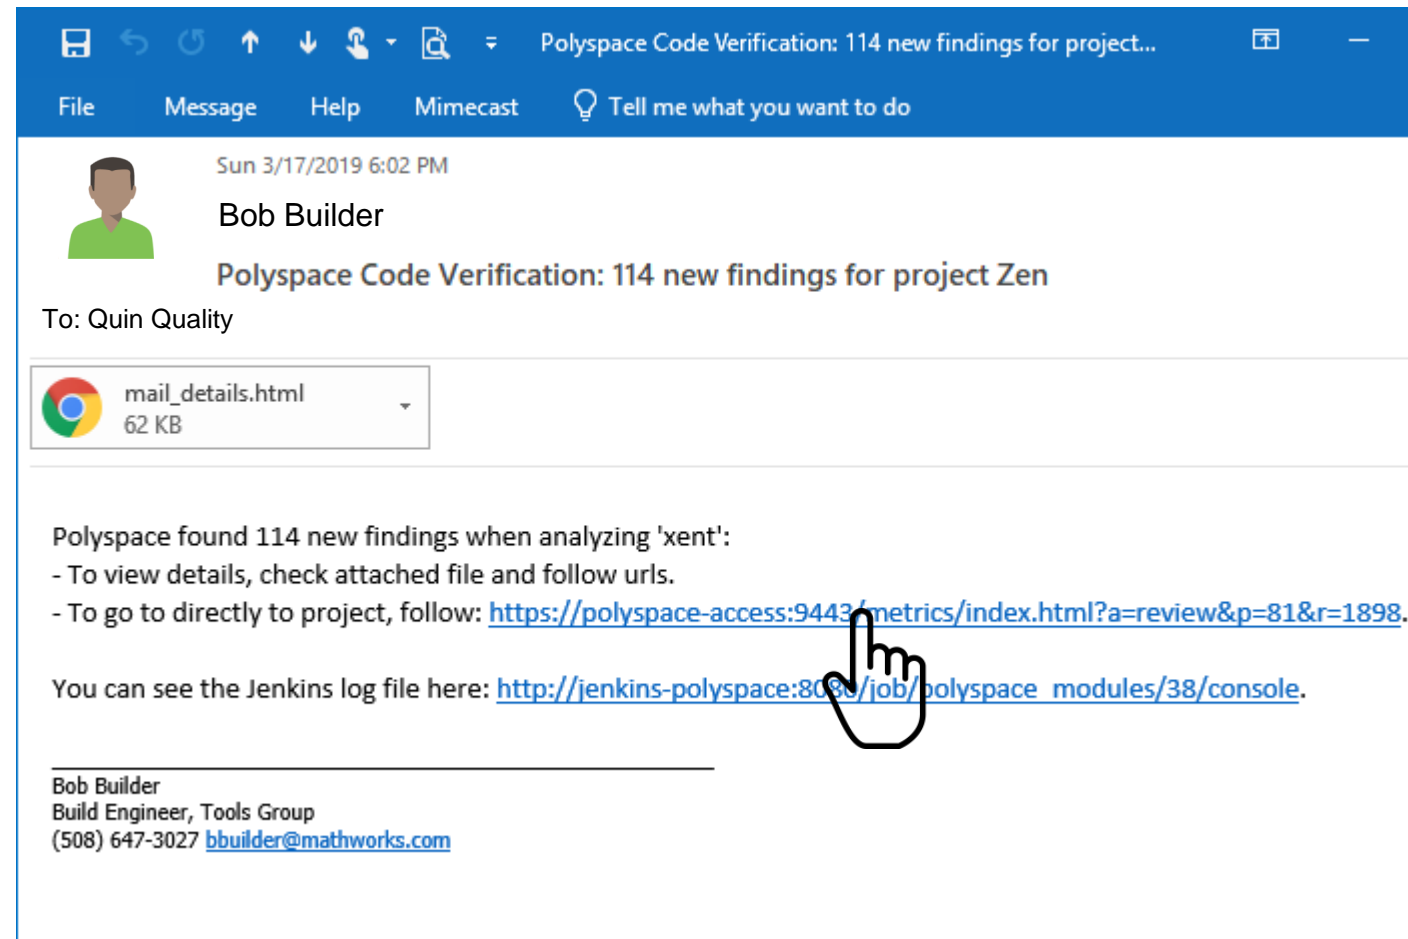 Polyspace Code Verification: 114 new findings for project...
File Message Help Mimecast Tell me what you want to do
Sun 3/17/2019 6:02 PM
Bob Builder
Polyspace Code Verification: 114 new findings for project Zen
To: Quin Quality
mail_details.html
62 KB
Polyspace found 114 new findings when analyzing 'xent':
- To view details, check attached file and follow urls.
- To go to directly to project, follow: https://polyspace-access:9443/metrics/index.html?a=review&p=81&r=1898.
You can see the Jenkins log file here: http://jenkins-polyspace:8080/job/polyspace_modules/38/console.
Bob Builder
Build Engineer, Tools Group
(508) 647-3027 bbuilder@mathworks.com